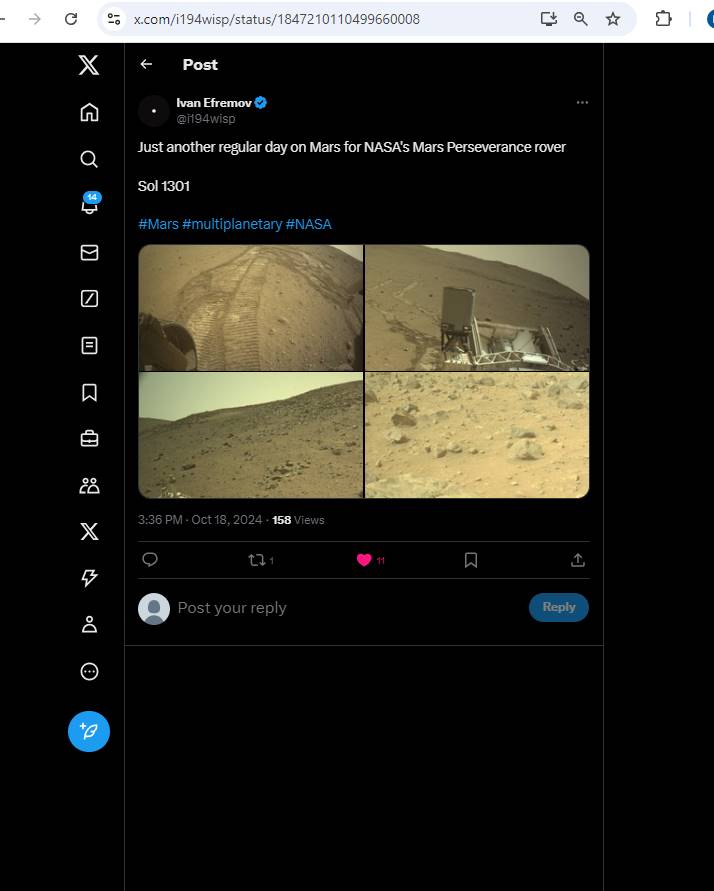 x.com/i194wisp/status/1847210110499660008
Post
Ivan Efremov
@i194wisp
Just another regular day on Mars for NASA's Mars Perseverance rover
Sol 1301
#Mars #multiplanetary #NASA
3:36 PM · Oct 18, 2024 · 158 Views
1 11
Post your reply Reply
14